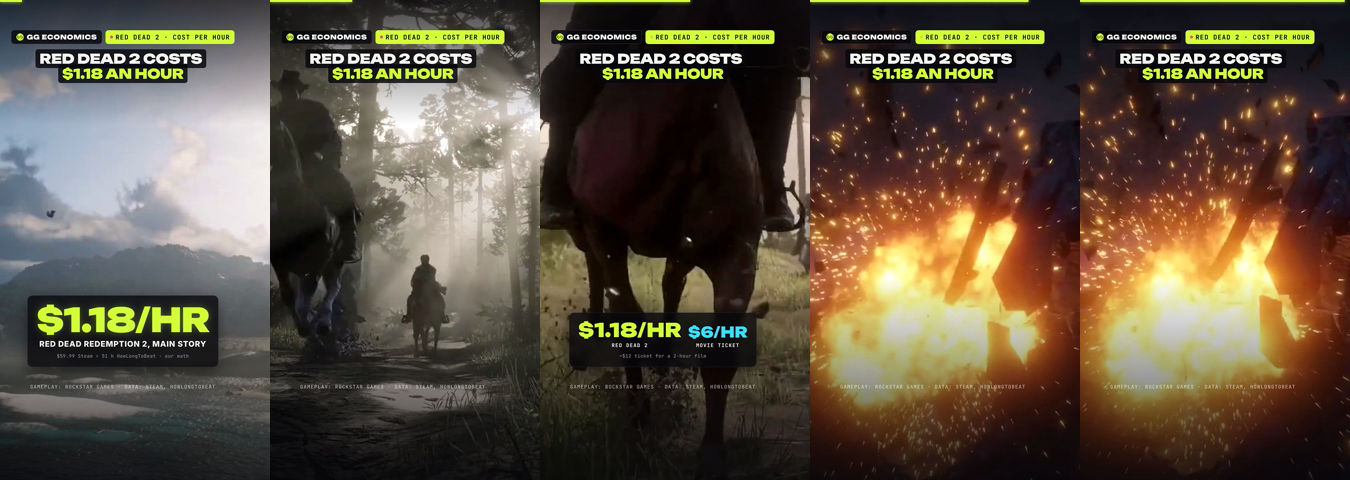 GG ECONOMICS
RED DEAD 2 · COST PER HOUR
RED DEAD 2 COSTS
$1.18 AN HOUR
$1.18/HR
RED DEAD REDEMPTION 2, MAIN STORY
$59.99 Steam · 51 h HowLongToBeat · our math
GAMEPLAY: ROCKSTAR GAMES · DATA: STEAM, HOWLONGTOBEAT
GG ECONOMICS
RED DEAD 2 · COST PER HOUR
RED DEAD 2 COSTS
$1.18 AN HOUR
GAMEPLAY: ROCKSTAR GAMES · DATA: STEAM, HOWLONGTOBEAT
GG ECONOMICS
RED DEAD 2 · COST PER HOUR
RED DEAD 2 COSTS
$1.18 AN HOUR
$1.18/HR $6/HR
RED DEAD 2 MOVIE TICKET
~$12 ticket for a 2-hour film
GAMEPLAY: ROCKSTAR GAMES · DATA: STEAM, HOWLONGTOBEAT
GG ECONOMICS
RED DEAD 2 · COST PER HOUR
RED DEAD 2 COSTS
$1.18 AN HOUR
GAMEPLAY: ROCKSTAR GAMES · DATA: STEAM, HOWLONGTOBEAT
GG ECONOMICS
RED DEAD 2 · COST PER HOUR
RED DEAD 2 COSTS
$1.18 AN HOUR
GAMEPLAY: ROCKSTAR GAMES · DATA: STEAM, HOWLONGTOBEAT